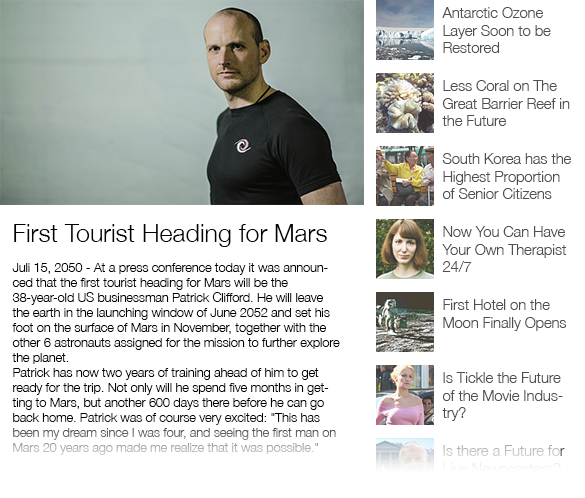 First Tourist Heading for Mars
Juli 15, 2050 - At a press conference today it was announ-
ced that the first tourist heading for Mars will be the
38-year-old US businessman Patrick Clifford. He will leave
the earth in the launching window of June 2052 and set his
foot on the surface of Mars in November, together with the
other 6 astronauts assigned for the mission to further explore
the planet.
Patrick has now two years of training ahead of him to get
ready for the trip. Not only will he spend five months in get-
ting to Mars, but another 600 days there before he can go
back home. Patrick was of course very excited: "This has
been my dream since I was four, and seeing the first man on
Mars 20 years ago made me realize that it was possible."
Antarctic Ozone
Layer Soon to be
Restored
Less Coral on The
Great Barrier Reef in
the Future
South Korea has the
Highest Proportion
of Senior Citizens
Now You Can Have
Your Own Therapist
24/7
First Hotel on the
Moon Finally Opens
Is Tickle the Future
of the Movie Indus-
try?
Is there a Future for
Live Newscasters?